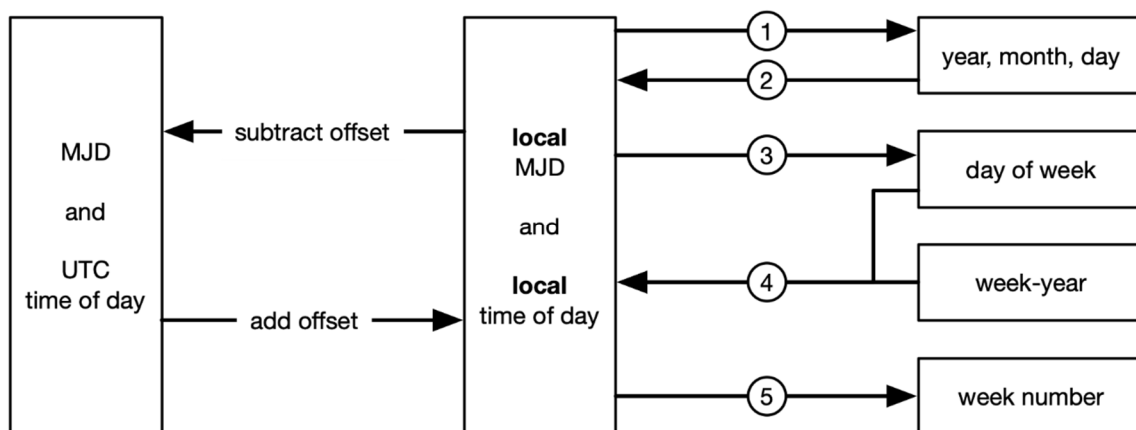 MJD
and
UTC
time of day
subtract offset
add offset
local
MJD
and
local
time of day
1
2
3
4
5
year, month, day
day of week
week-year
week number